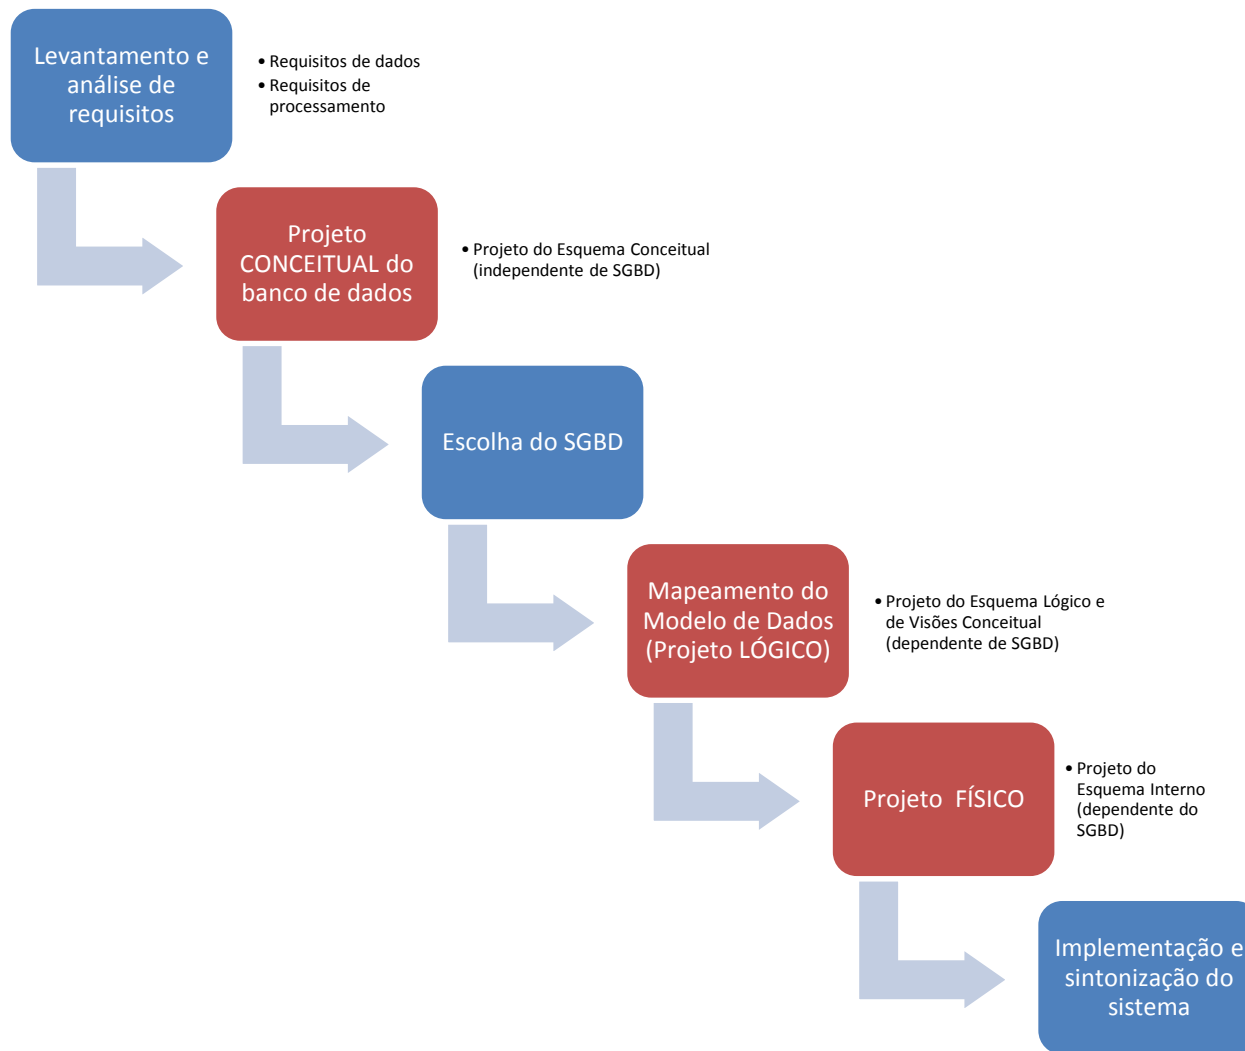 Levantamento e
análise de
requisitos
• Requisitos de dados
• Requisitos de
processamento
Projeto
CONCEITUAL do
banco de dados
• Projeto do Esquema Conceitual
(independente de SGBD)
Escolha do SGBD
Mapeamento do
Modelo de Dados
(Projeto LÓGICO)
• Projeto do Esquema Lógico e
de Visões Conceitual
(dependente de SGBD)
Projeto FÍSICO
• Projeto do
Esquema Interno
(dependente do
SGBD)
Implementação e
sintonização do
sistema